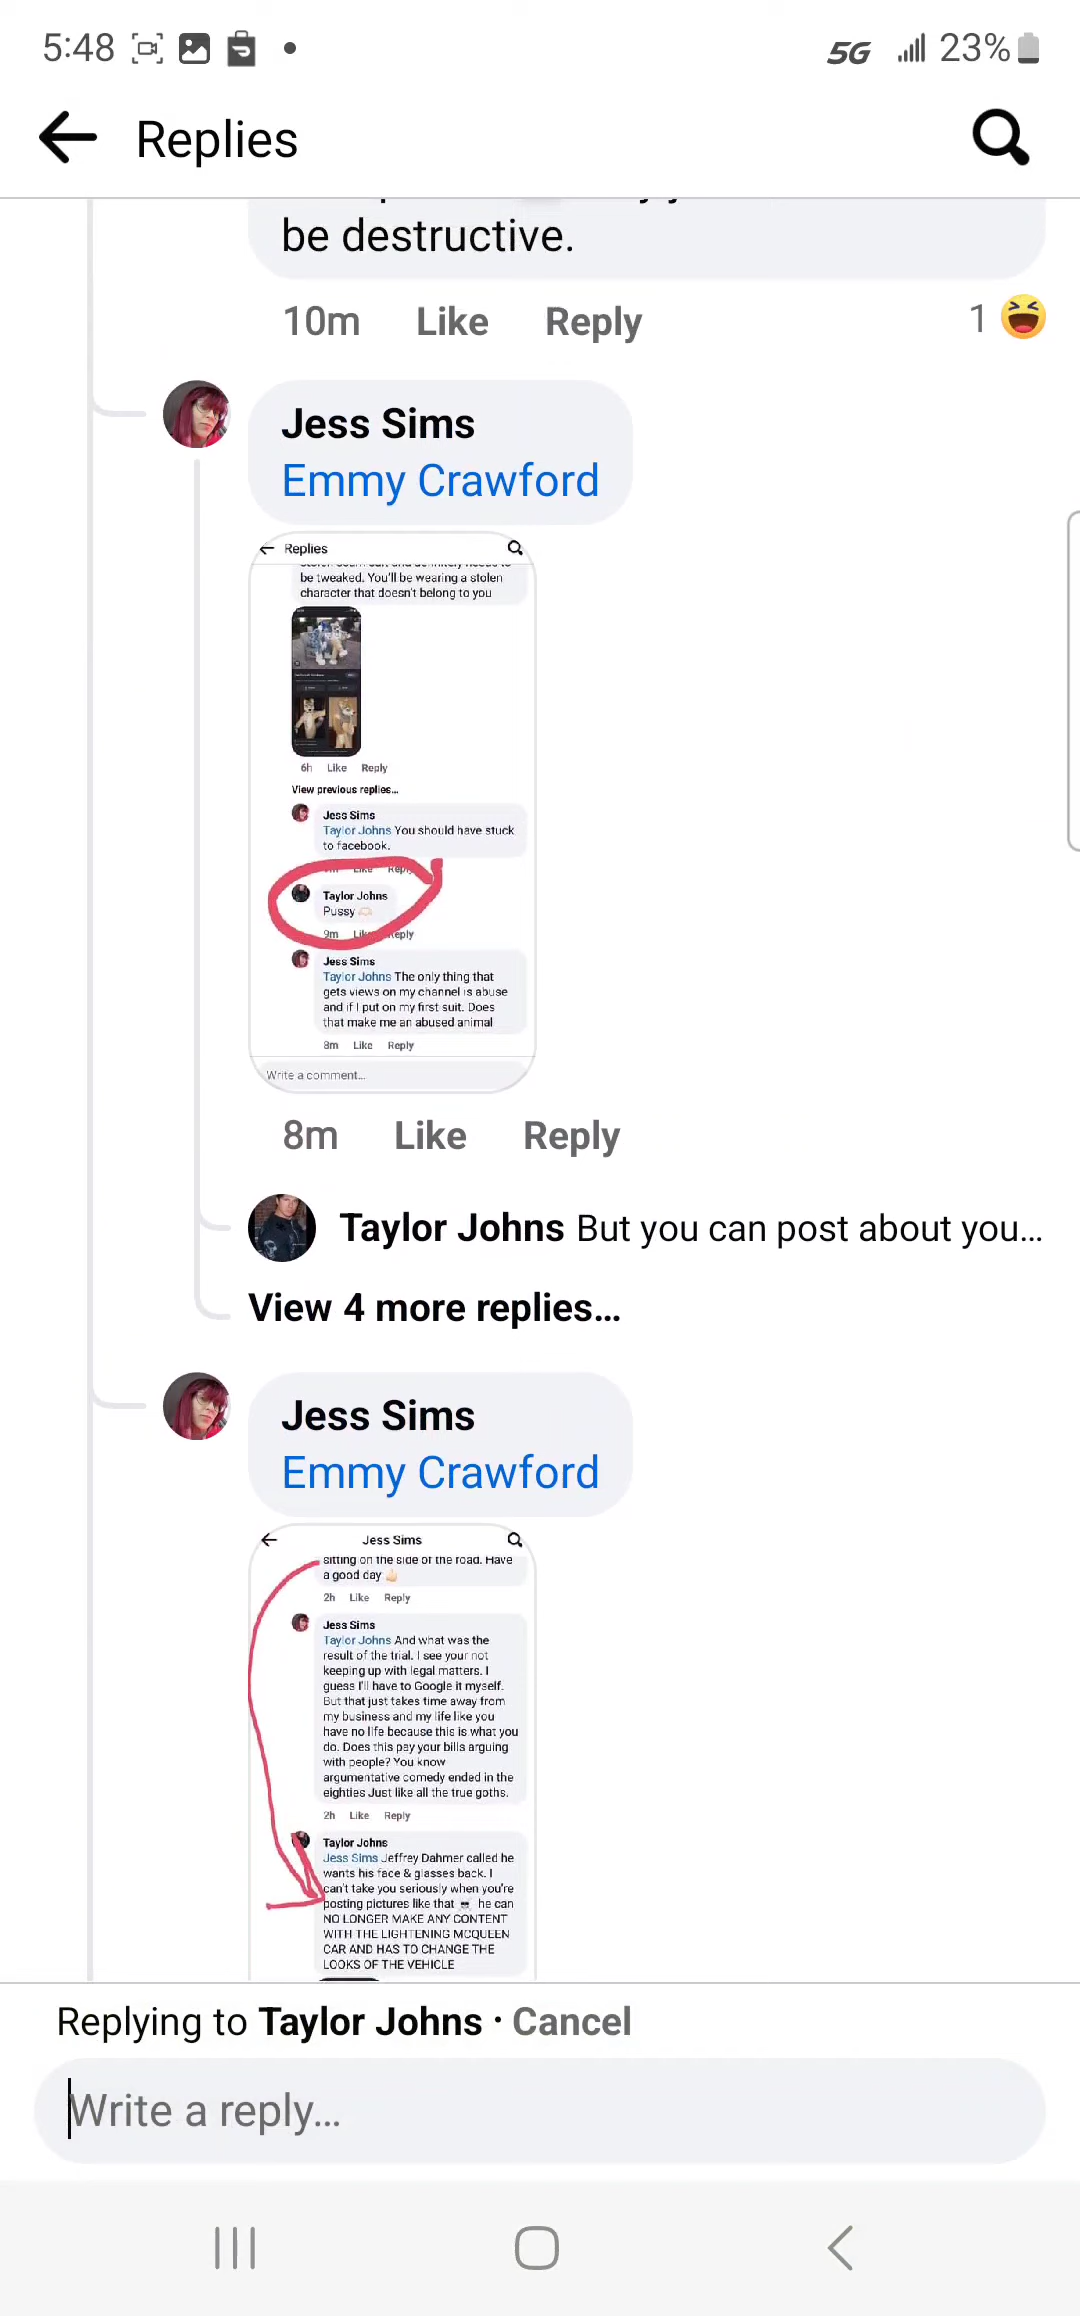 5:48
5G 23%
Replies
be destructive.
10m Like Reply 1
Jess Sims
Emmy Crawford
Replies
be tweaked. You'll be wearing a stolen
character that doesn't belong to you
6h Like Reply
View previous replies...
Jess Sims
Taylor Johns You should have stuck
to facebook.
Like Reply
Taylor Johns
Pussy
9m Like Reply
Jess Sims
Taylor Johns The only thing that
gets views on my channel is abuse
and if I put on my first suit. Does
that make me an abused animal
8m Like Reply
Write a comment...
8m Like Reply
Taylor Johns But you can post about you...
View 4 more replies...
Jess Sims
Emmy Crawford
Jess Sims
sitting on the side of the road. Have
a good day
2h Like Reply
Jess Sims
Taylor Johns And what was the
result of the trial. I see your not
keeping up with legal matters. I
guess I'll have to Google it myself.
But that just takes time away from
my business and my life like you
have no life because this is what you
do. Does this pay your bills arguing
with people? You know
argumentative comedy ended in the
eighties Just like all the true goths.
2h Like Reply
Taylor Johns
Jess Sims Jeffrey Dahmer called he
wants his face & glasses back. I
can't take you seriously when you're
posting pictures like that he can
NO LONGER MAKE ANY CONTENT
WITH THE LIGHTENING MCQUEEN
CAR AND HAS TO CHANGE THE
LOOKS OF THE VEHICLE
Replying to Taylor Johns · Cancel
Write a reply...